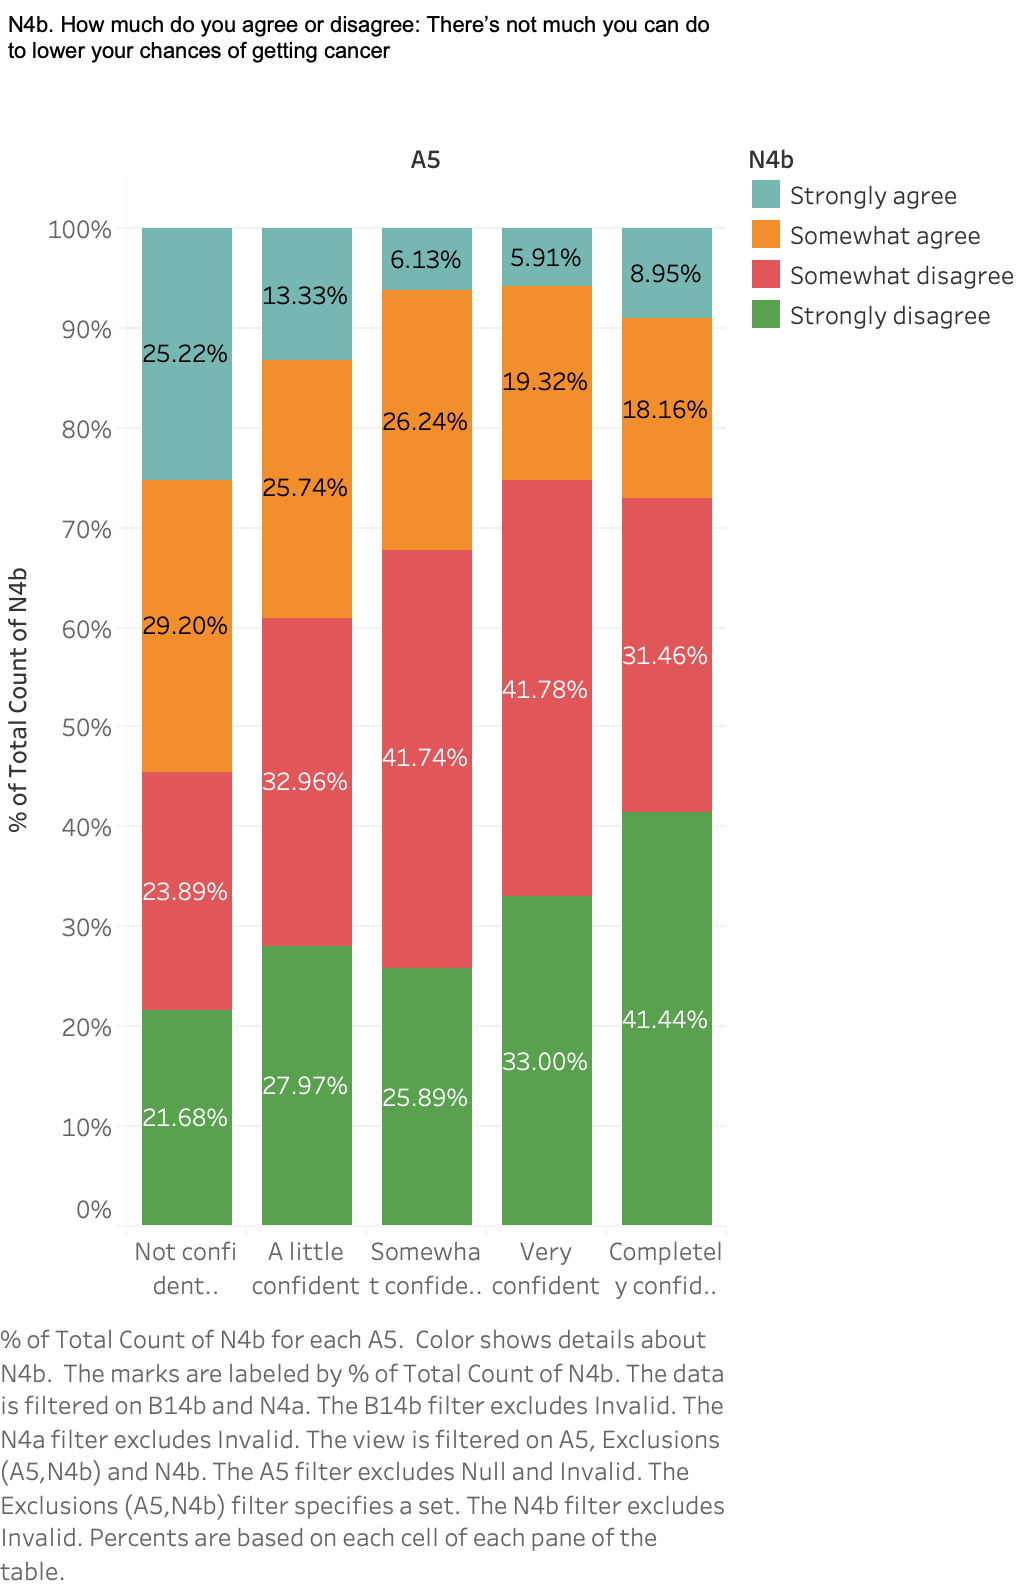 N4b. How much do you agree or disagree: There’s not much you can do
to lower your chances of getting cancer
A5
N4b
Strongly agree
Somewhat agree
Somewhat disagree
Strongly disagree
% of Total Count of N4b
100%
90%
80%
70%
60%
50%
40%
30%
20%
10%
0%
25.22%
29.20%
23.89%
21.68%
13.33%
25.74%
32.96%
27.97%
6.13%
26.24%
41.74%
25.89%
5.91%
19.32%
41.78%
33.00%
8.95%
18.16%
31.46%
41.44%
Not confi
dent..
A little
confident
Somewha
t confide..
Very
confident
Completel
y confid..
% of Total Count of N4b for each A5.  Color shows details about
N4b.  The marks are labeled by % of Total Count of N4b. The data
is filtered on B14b and N4a. The B14b filter excludes Invalid. The
N4a filter excludes Invalid. The view is filtered on A5, Exclusions
(A5,N4b) and N4b. The A5 filter excludes Null and Invalid. The
Exclusions (A5,N4b) filter specifies a set. The N4b filter excludes
Invalid. Percents are based on each cell of each pane of the
table.